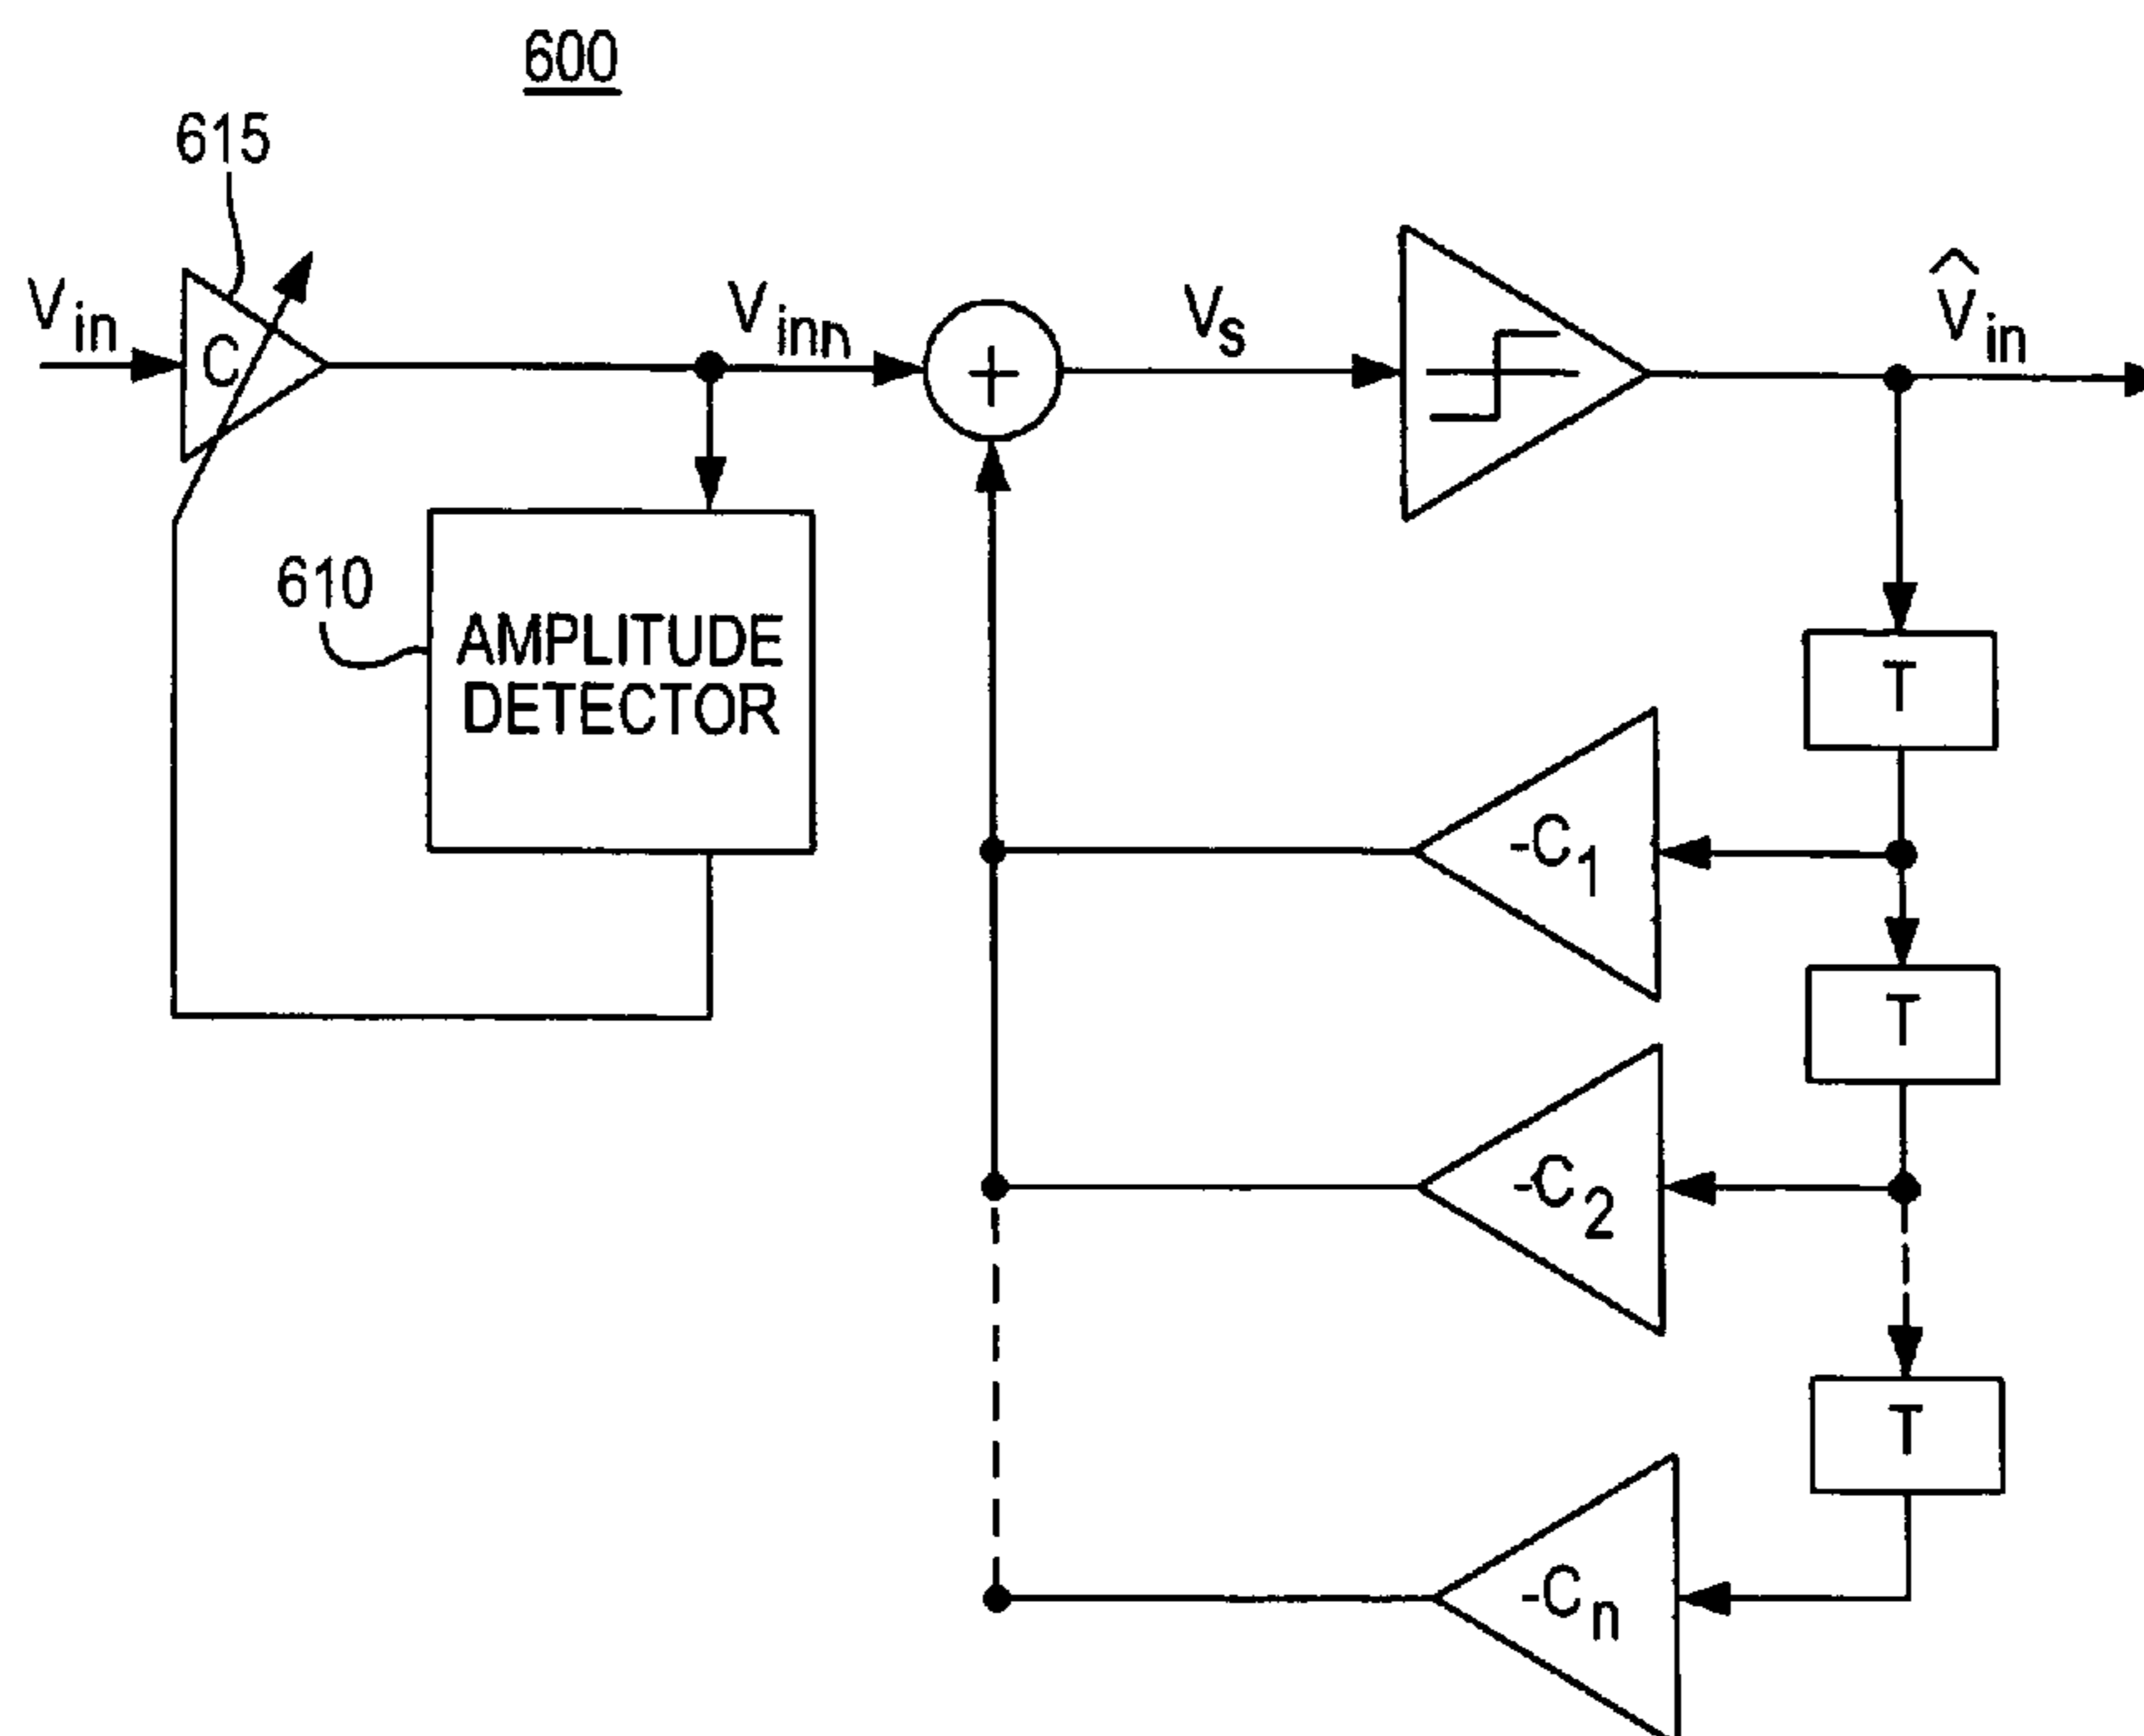 600
615
V̂in
Vin
Vinn
Vs
C
+
610
AMPLITUDE
DETECTOR
T
-C1
T
-C2
T
-Cn